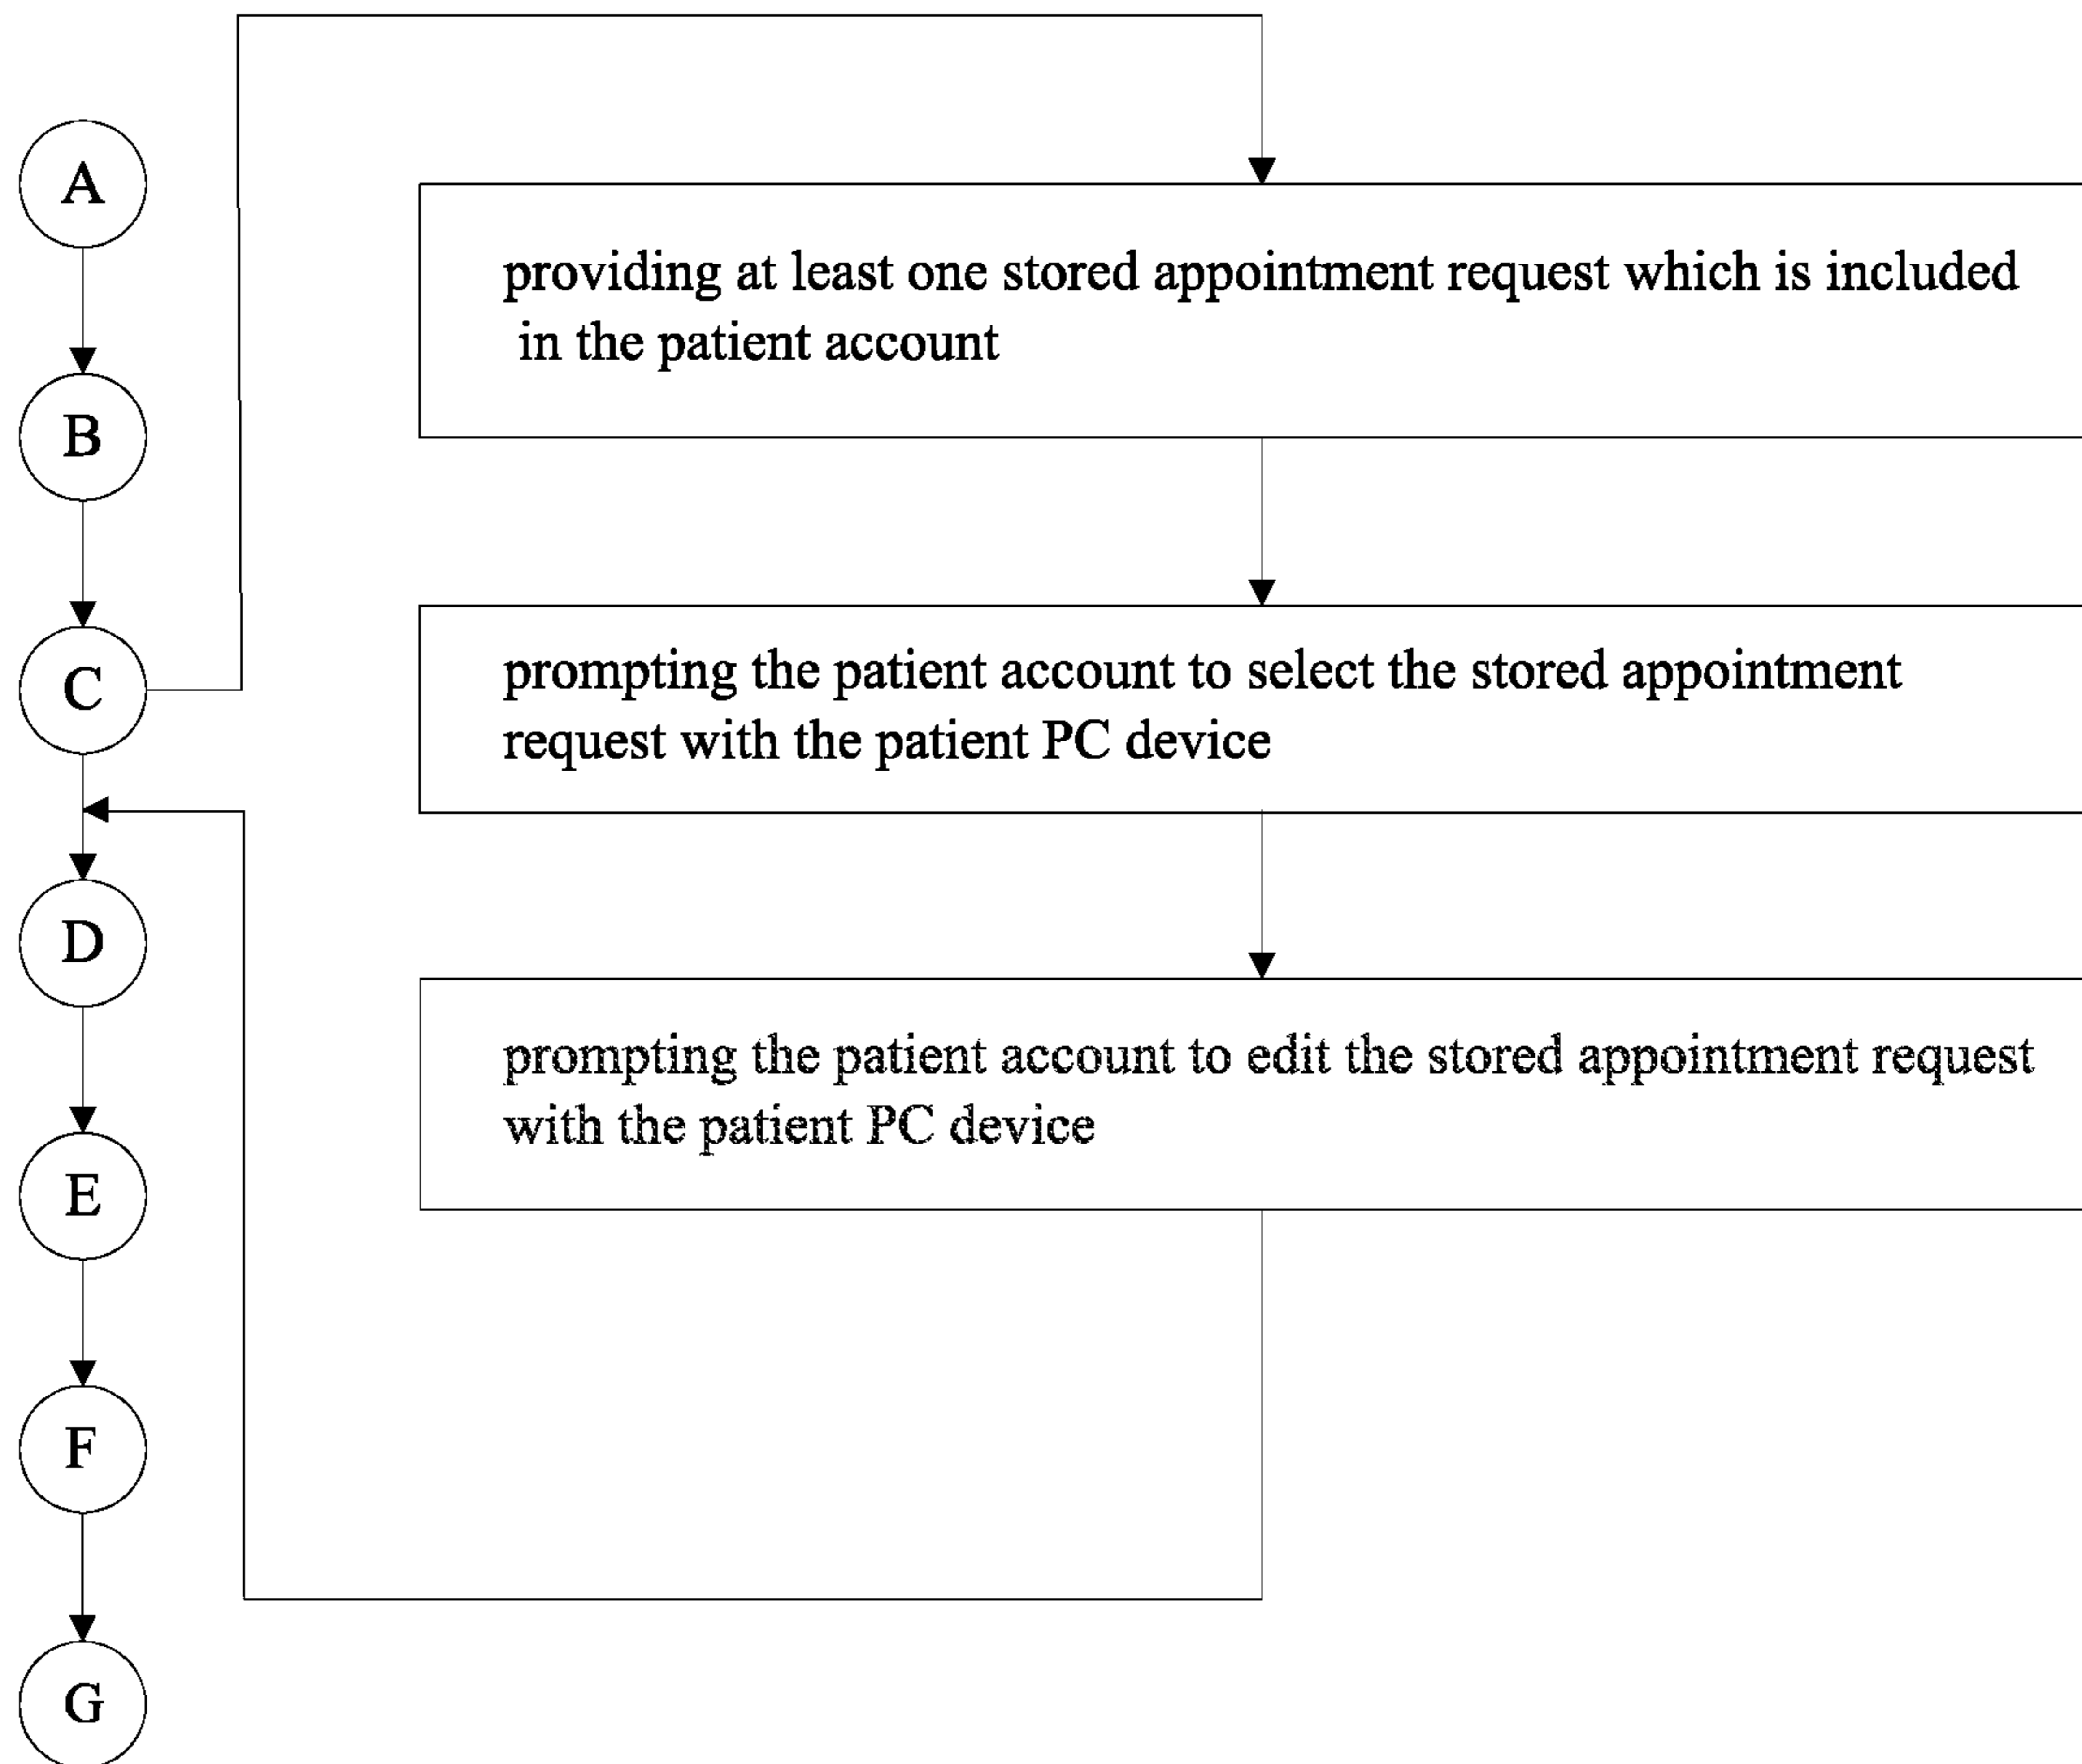 A
B
C
D
E
F
G
providing at least one stored appointment request which is included
in the patient account
prompting the patient account to select the stored appointment
request with the patient PC device
prompting the patient account to edit the stored appointment request
with the patient PC device